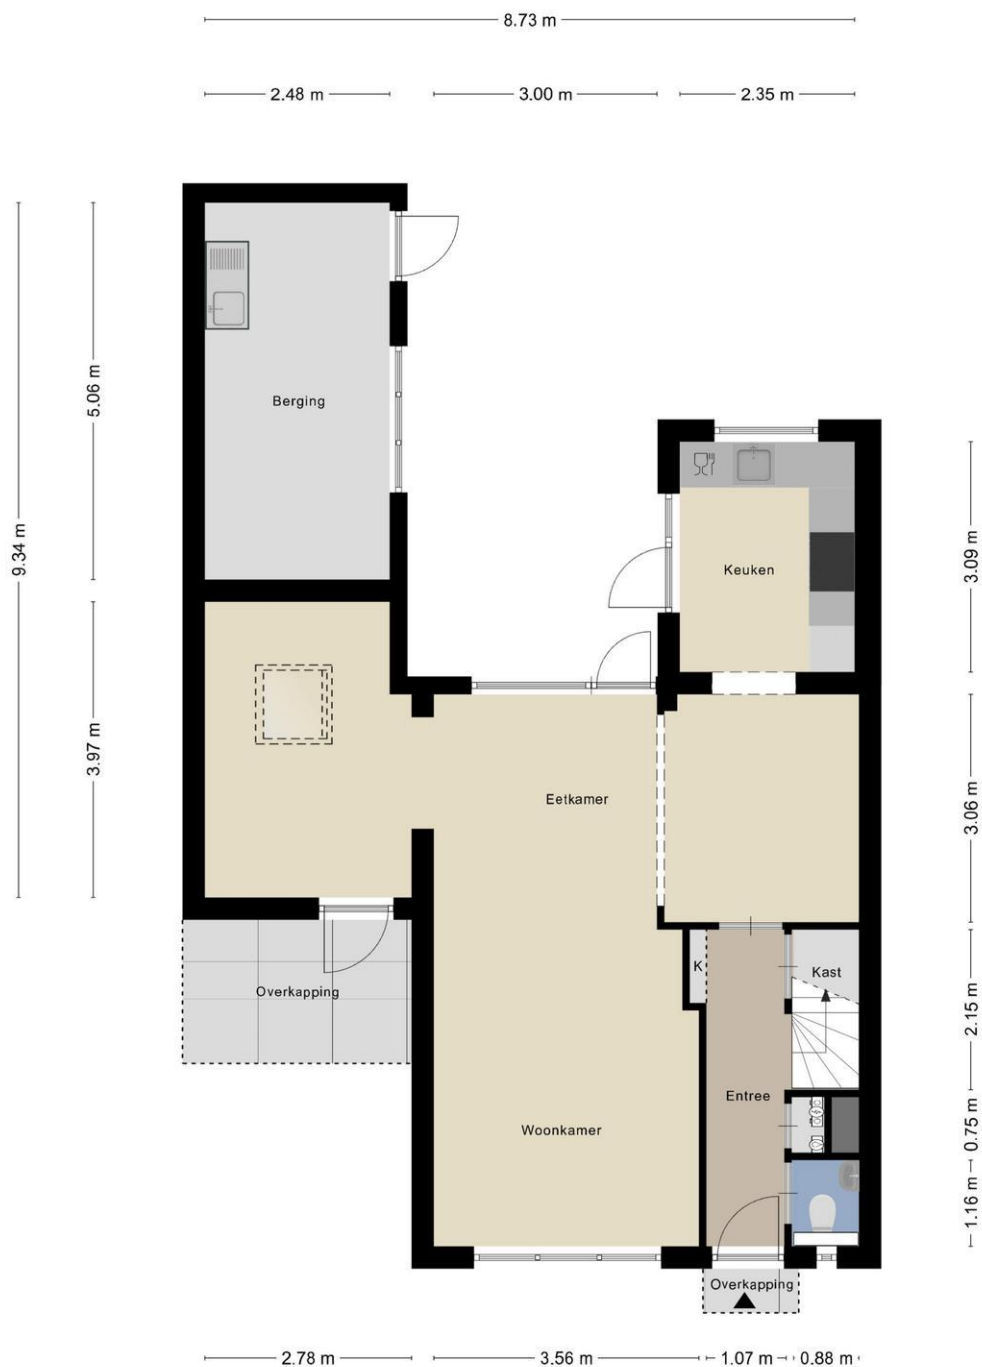 8.73 m
2.48 m
3.00 m
2.35 m
9.34 m
5.06 m
3.97 m
Berging
Keuken
3.09 m
Eetkamer
3.06 m
K
Kast
Overkapping
2.15 m
Entree
Woonkamer
0.75 m
1.16 m
Overkapping
2.78 m
3.56 m
1.07 m
0.88 m